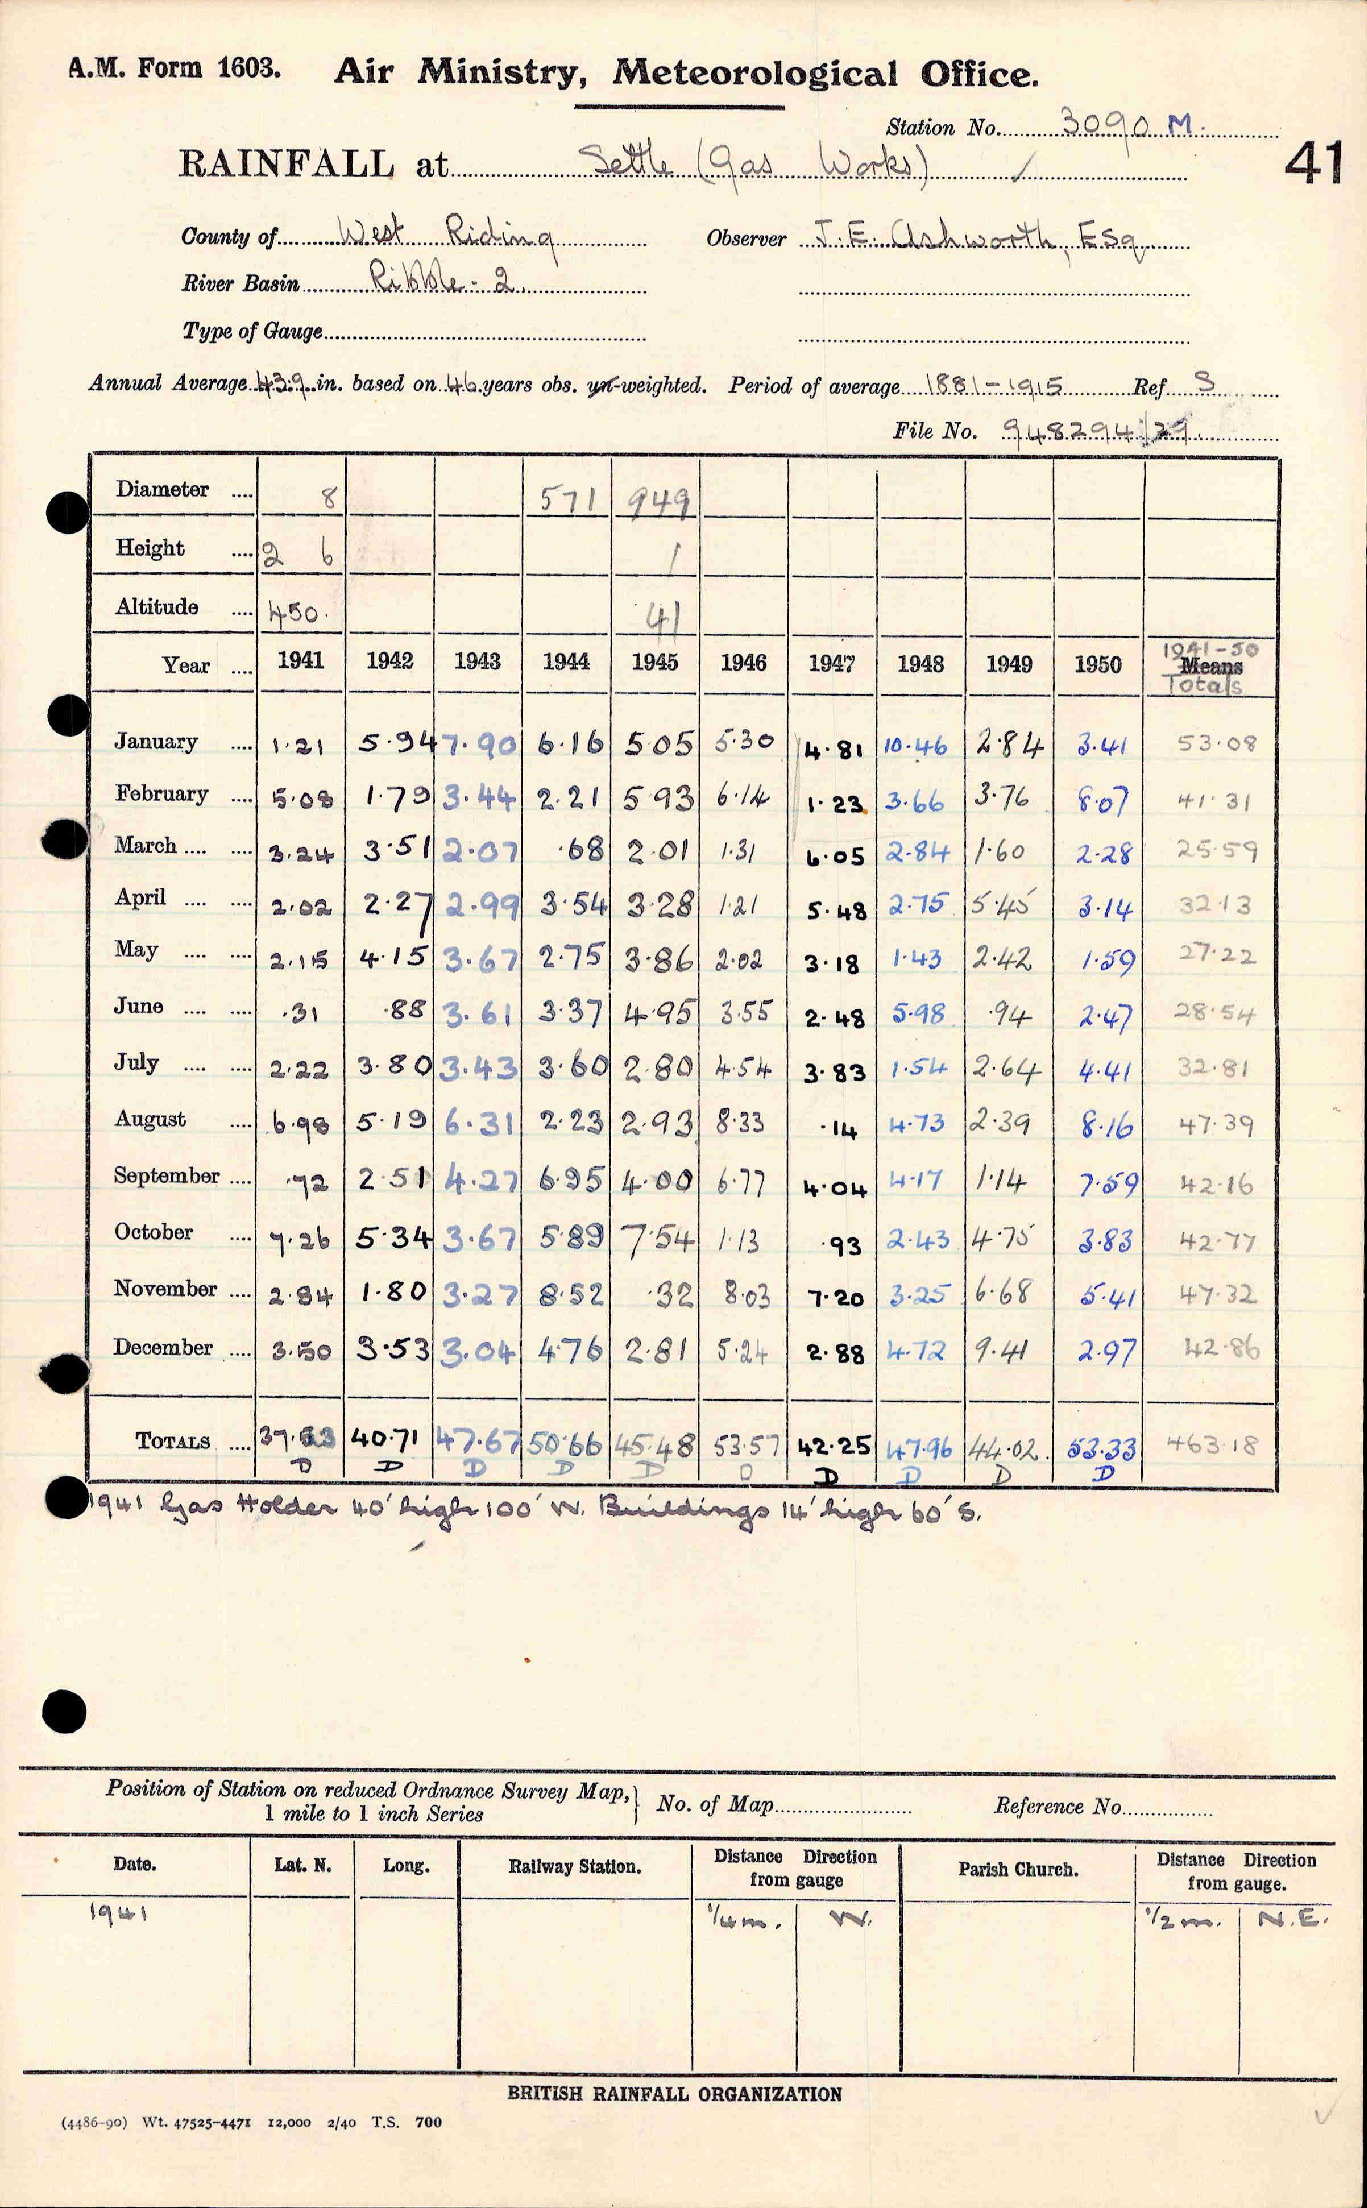 A.M. Form 1603. Air Ministry, Meteorological Office.
Station No. 3090 M.
41
RAINFALL at Settle (Gas Works)
County of West Riding Observer J. E. Ashworth, Esq
River Basin Ribble - 2.
Type of Gauge
Annual Average 43.9 in. based on 46 years obs. un-weighted. Period of average 1881-1915 Ref S
File No. 948294/29
Diameter 8 571 949
Height 2 6 1
Altitude 450. 41
Year 1941 1942 1943 1944 1945 1946 1947 1948 1949 1950 1941-50 Means Totals
January 1.21 5.94 7.90 6.16 5.05 5.30 4.81 10.46 2.84 3.41 53.08
February 5.08 1.79 3.44 2.21 5.93 6.14 1.23 3.66 3.76 8.07 41.31
March 3.24 3.51 2.07 .68 2.01 1.31 6.05 2.84 1.60 2.28 25.59
April 2.02 2.27 2.99 3.54 3.28 1.21 5.48 2.75 5.45 3.14 32.13
May 2.15 4.15 3.67 2.75 3.86 2.02 3.18 1.43 2.42 1.59 27.22
June .31 .88 3.61 3.37 4.95 3.55 2.48 5.98 .94 2.47 28.54
July 2.22 3.80 3.43 3.60 2.80 4.54 3.83 1.54 2.64 4.41 32.81
August 6.98 5.19 6.31 2.23 2.93 8.33 .14 4.73 2.39 8.16 47.39
September .72 2.51 4.27 6.95 4.00 6.77 4.04 4.17 1.14 7.59 42.16
October 7.26 5.34 3.67 5.89 7.54 1.13 .93 2.43 4.75 3.83 42.77
November 2.84 1.80 3.27 8.52 .32 8.03 7.20 3.25 6.68 5.41 47.32
December 3.50 3.53 3.04 4.76 2.81 5.24 2.88 4.72 9.41 2.97 42.86
TOTALS 37.53 40.71 47.67 50.66 45.48 53.57 42.25 47.96 44.02 53.33 463.18
D D D D D D D D D D
1941 Gas Holder 40' high 100' W. Buildings 14' high 60' S.
Position of Station on reduced Ordnance Survey Map, 1 mile to 1 inch Series } No. of Map Reference No.
Date. Lat. N. Long. Railway Station. Distance Direction from gauge Parish Church. Distance Direction from gauge.
1941 1/4 m. W. 1/2 m. N.E.
BRITISH RAINFALL ORGANIZATION
(4486-90) Wt. 47525-4471 12,000 2/40 T.S. 700